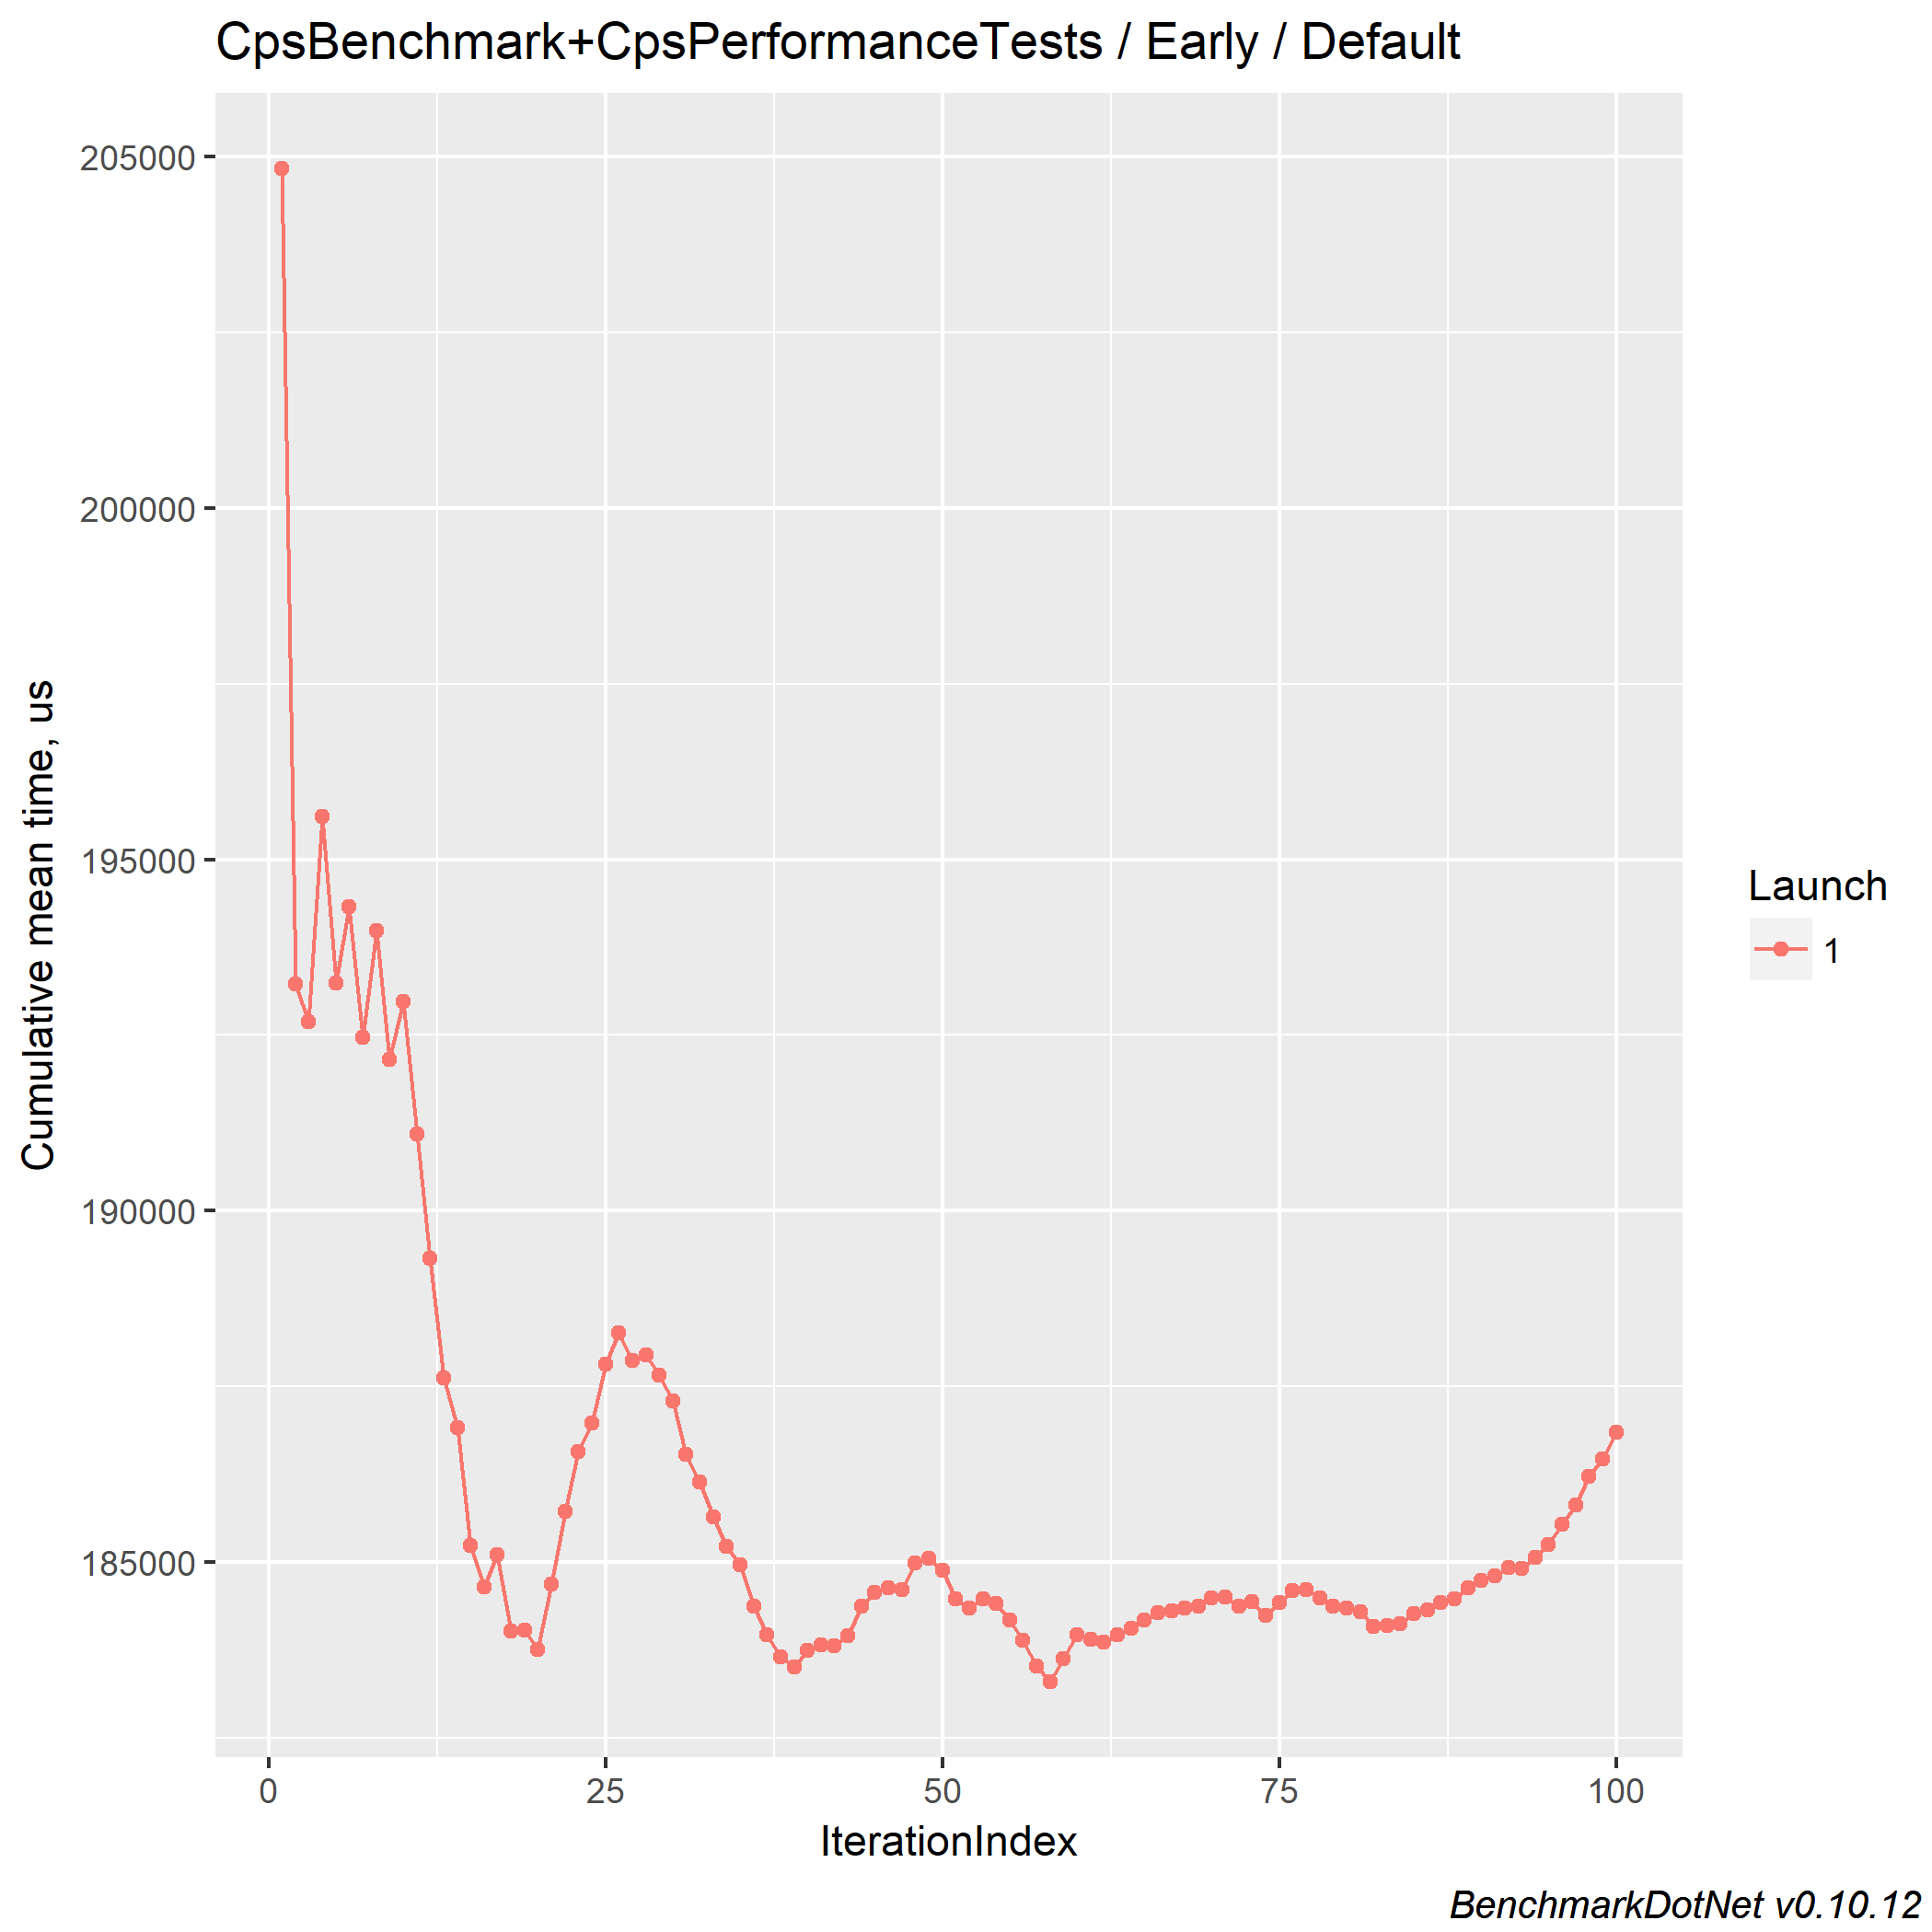 CpsBenchmark+CpsPerformanceTests / Early / Default
Cumulative mean time, us
205000
200000
195000
190000
185000
0 25 50 75 100
IterationIndex
Launch
1
BenchmarkDotNet v0.10.12